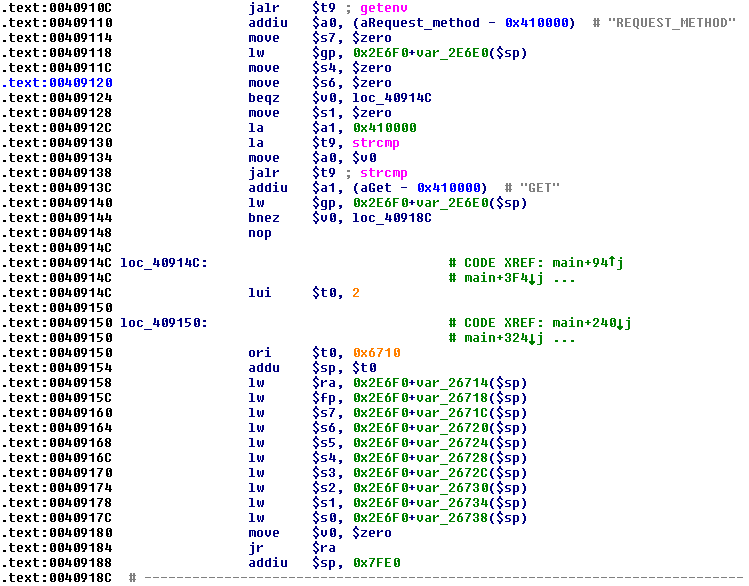 .text:0040910C jalr $t9 ; getenv
.text:00409110 addiu $a0, (aRequest_method - 0x410000) # "REQUEST_METHOD"
.text:00409114 move $s7, $zero
.text:00409118 lw $gp, 0x2E6F0+var_2E6E0($sp)
.text:0040911C move $s4, $zero
.text:00409120 move $s6, $zero
.text:00409124 beqz $v0, loc_40914C
.text:00409128 move $s1, $zero
.text:0040912C la $a1, 0x410000
.text:00409130 la $t9, strcmp
.text:00409134 move $a0, $v0
.text:00409138 jalr $t9 ; strcmp
.text:0040913C addiu $a1, (aGet - 0x410000) # "GET"
.text:00409140 lw $gp, 0x2E6F0+var_2E6E0($sp)
.text:00409144 bnez $v0, loc_40918C
.text:00409148 nop
.text:0040914C
.text:0040914C loc_40914C: # CODE XREF: main+94↑j
.text:0040914C # main+3F4↓j ...
.text:0040914C lui $t0, 2
.text:00409150
.text:00409150 loc_409150: # CODE XREF: main+240↓j
.text:00409150 # main+324↓j ...
.text:00409150 ori $t0, 0x6710
.text:00409154 addu $sp, $t0
.text:00409158 lw $ra, 0x2E6F0+var_26714($sp)
.text:0040915C lw $fp, 0x2E6F0+var_26718($sp)
.text:00409160 lw $s7, 0x2E6F0+var_2671C($sp)
.text:00409164 lw $s6, 0x2E6F0+var_26720($sp)
.text:00409168 lw $s5, 0x2E6F0+var_26724($sp)
.text:0040916C lw $s4, 0x2E6F0+var_26728($sp)
.text:00409170 lw $s3, 0x2E6F0+var_2672C($sp)
.text:00409174 lw $s2, 0x2E6F0+var_26730($sp)
.text:00409178 lw $s1, 0x2E6F0+var_26734($sp)
.text:0040917C lw $s0, 0x2E6F0+var_26738($sp)
.text:00409180 move $v0, $zero
.text:00409184 jr $ra
.text:00409188 addiu $sp, 0x7FE0
.text:0040918C # ---------------------------------------------------------------------------